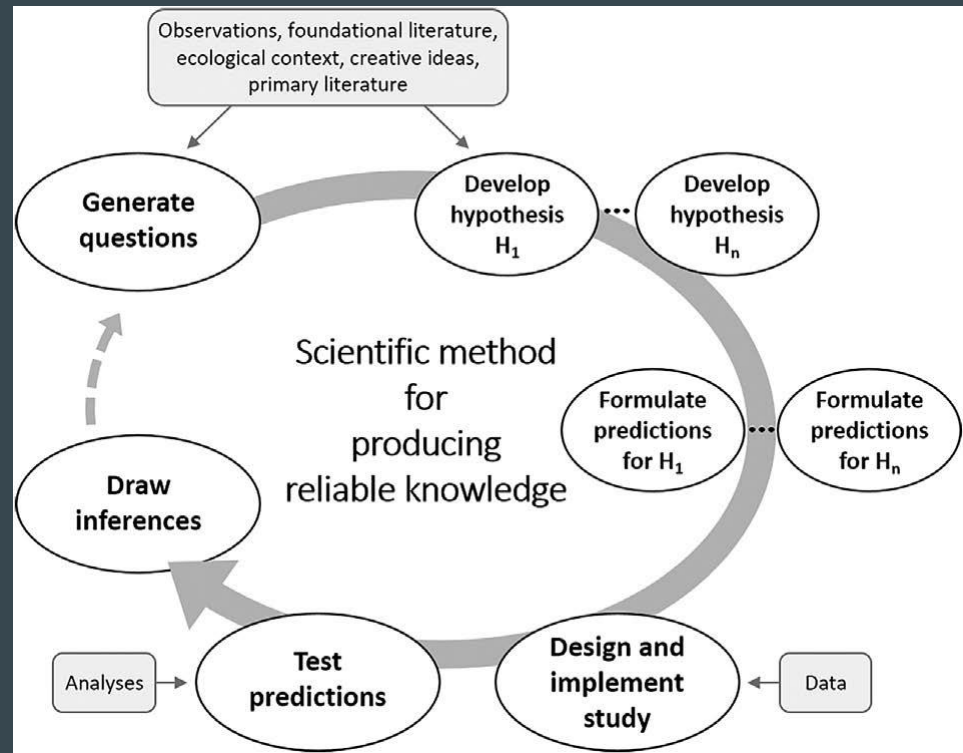 Observations, foundational literature,
ecological context, creative ideas,
primary literature
Generate
questions
Develop
hypothesis
H₁
...
Develop
hypothesis
Hₙ
Scientific method
for
producing
reliable knowledge
Formulate
predictions
for H₁
...
Formulate
predictions
for Hₙ
Draw
inferences
Analyses
Test
predictions
Design and
implement
study
Data